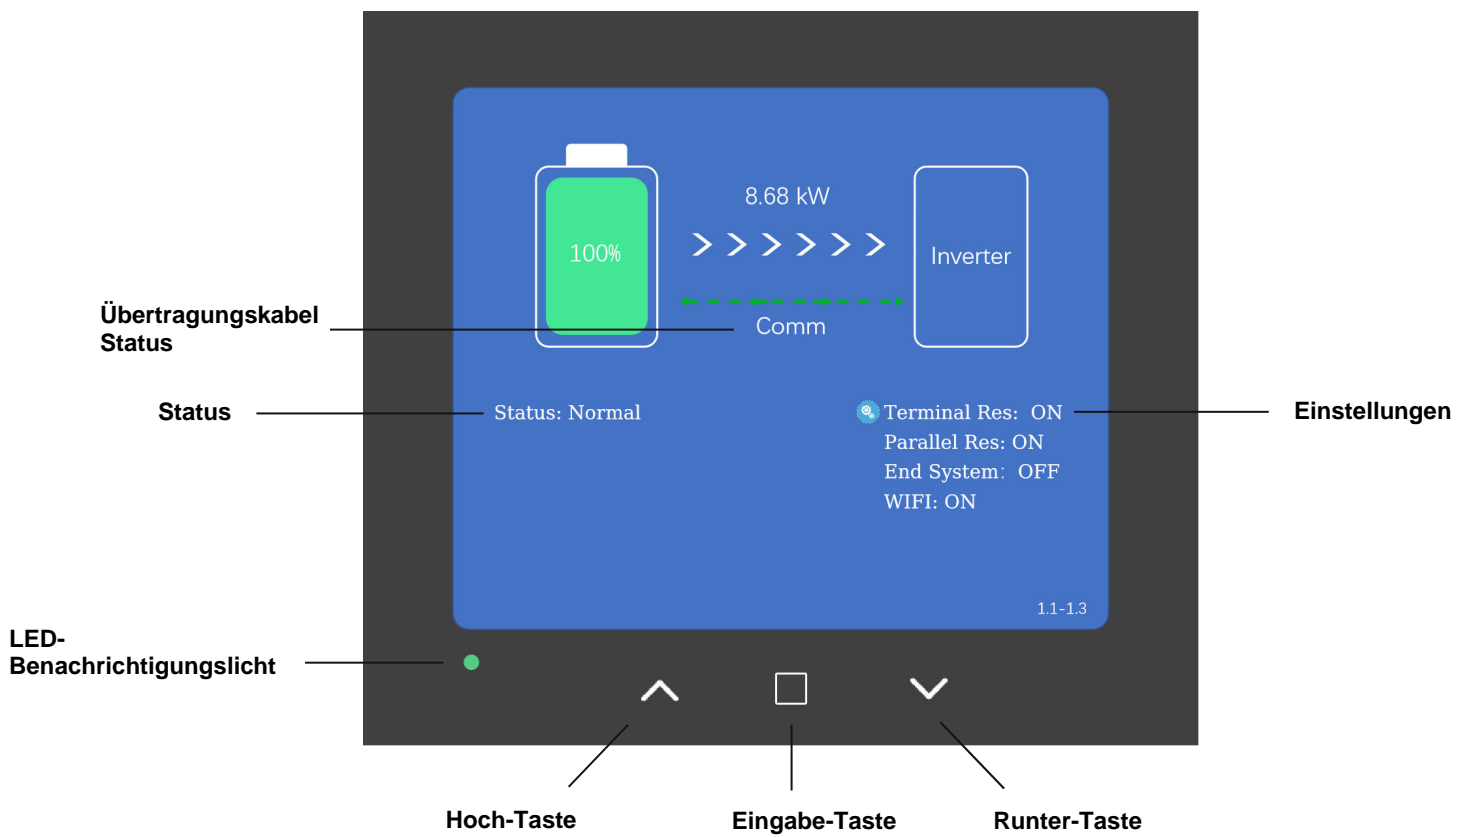 8.68 kW
100%
Inverter
Übertragungskabel
Status
Comm
Status
Status: Normal
Terminal Res: ON
Einstellungen
Parallel Res: ON
End System: OFF
WIFI: ON
1.1-1.3
LED-
Benachrichtigungslicht
Hoch-Taste
Eingabe-Taste
Runter-Taste